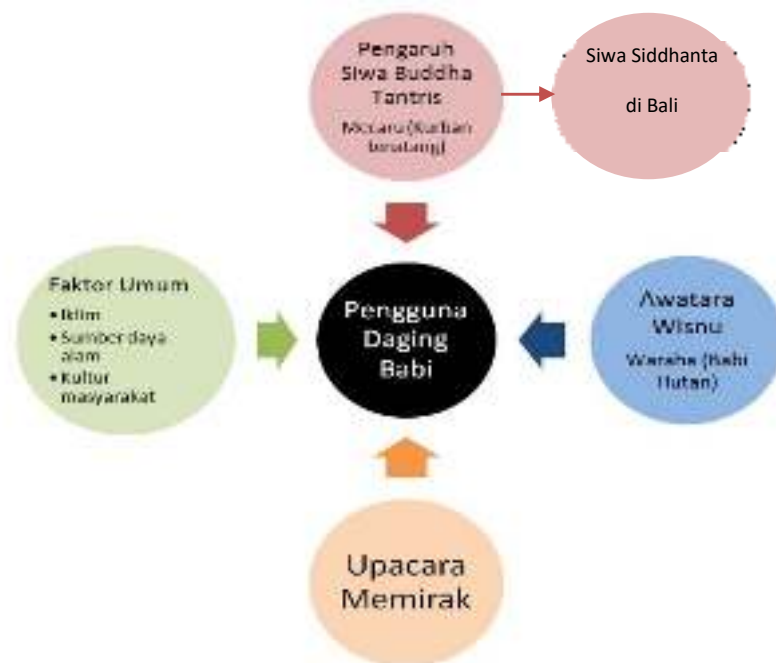 Pengaruh
Siwa Buddha
Tantris
Mecaru (Kurban
binatang)
Siwa Siddhanta
di Bali
Faktor Umum
• Iklim
• Sumber daya
alam
• Kultur
masyarakat
Pengguna
Daging
Babi
Awatara
Wisnu
Waraha (Babi
Hutan)
Upacara
Memirak